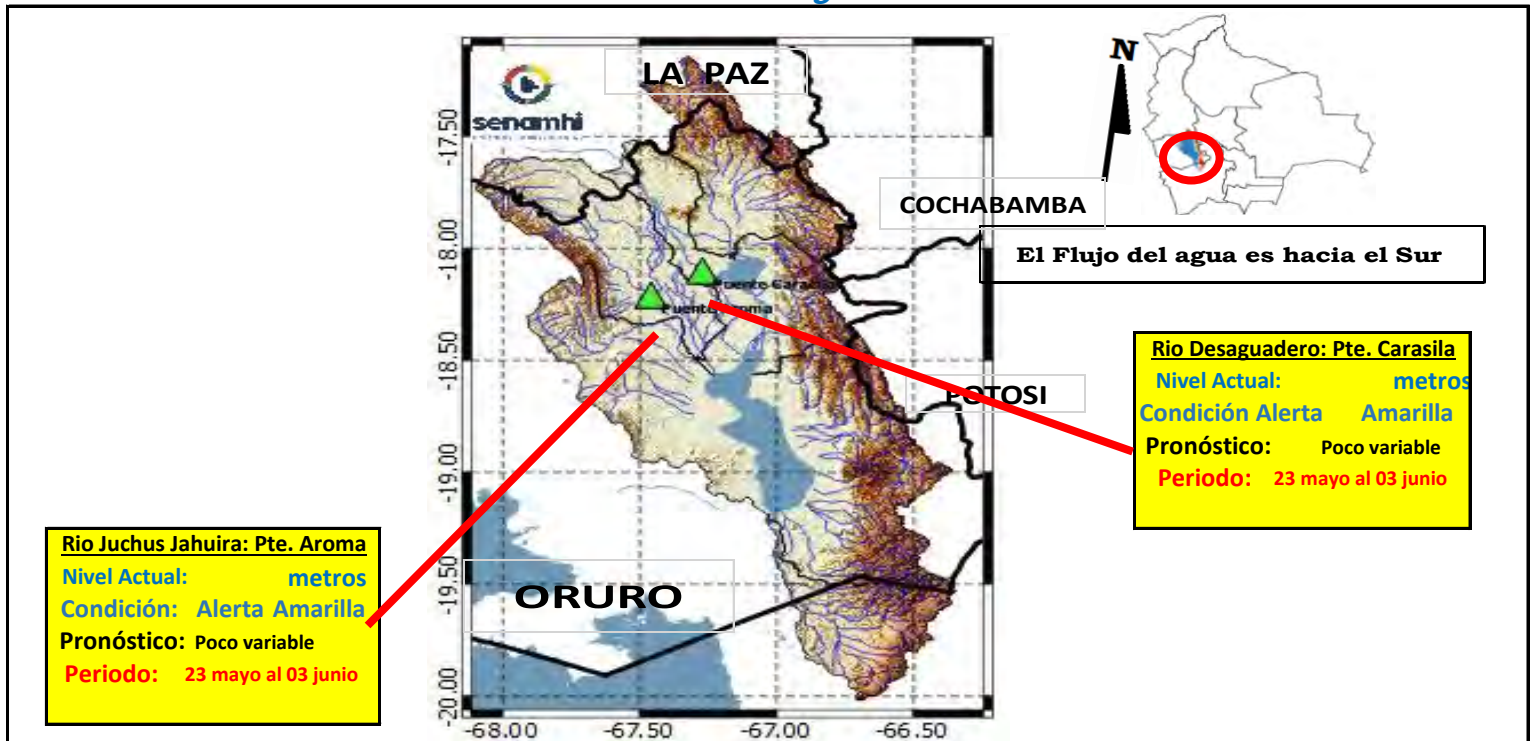 LA PAZ
senamhi
N
COCHABAMBA
El Flujo del agua es hacia el Sur
POTOSI
ORURO
Puente
Puente
-17.50
-18.00
-18.50
-19.00
-19.50
-20.00
-68.00 -67.50 -67.00 -66.50
Rio Desaguadero: Pte. Carasila
Nivel Actual: metros
Condición Alerta Amarilla
Pronóstico: Poco variable
Periodo: 23 mayo al 03 junio
Rio Juchus Jahuira: Pte. Aroma
Nivel Actual: metros
Condición: Alerta Amarilla
Pronóstico: Poco variable
Periodo: 23 mayo al 03 junio